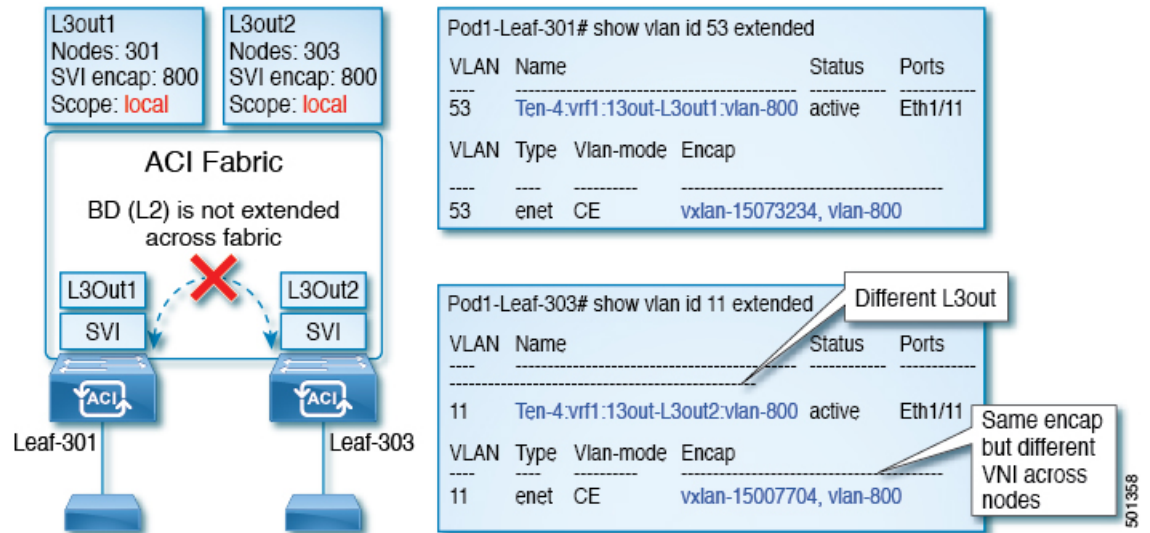 L3out1
Nodes: 301
SVI encap: 800
Scope: local
L3out2
Nodes: 303
SVI encap: 800
Scope: local
ACI Fabric
BD (L2) is not extended
across fabric
L3Out1
SVI
L3Out2
SVI
ACI
ACI
Leaf-301
Leaf-303
Pod1-Leaf-301# show vlan id 53 extended
VLAN Name Status Ports
---- -------------------------------- --------- --------
53 Ten-4:vrf1:13out-L3out1:vlan-800 active Eth1/11
VLAN Type Vlan-mode Encap
---- ---- ---------- --------------------------------
53 enet CE vxlan-15073234, vlan-800
Pod1-Leaf-303# show vlan id 11 extended
Different L3out
VLAN Name Status Ports
---- -------------------------------- --------- --------
--------------------------------
11 Ten-4:vrf1:13out-L3out2:vlan-800 active Eth1/11
VLAN Type Vlan-mode Encap
---- ---- ---------- --------------------------------
11 enet CE vxlan-15007704, vlan-800
Same encap
but different
VNI across
nodes
501358